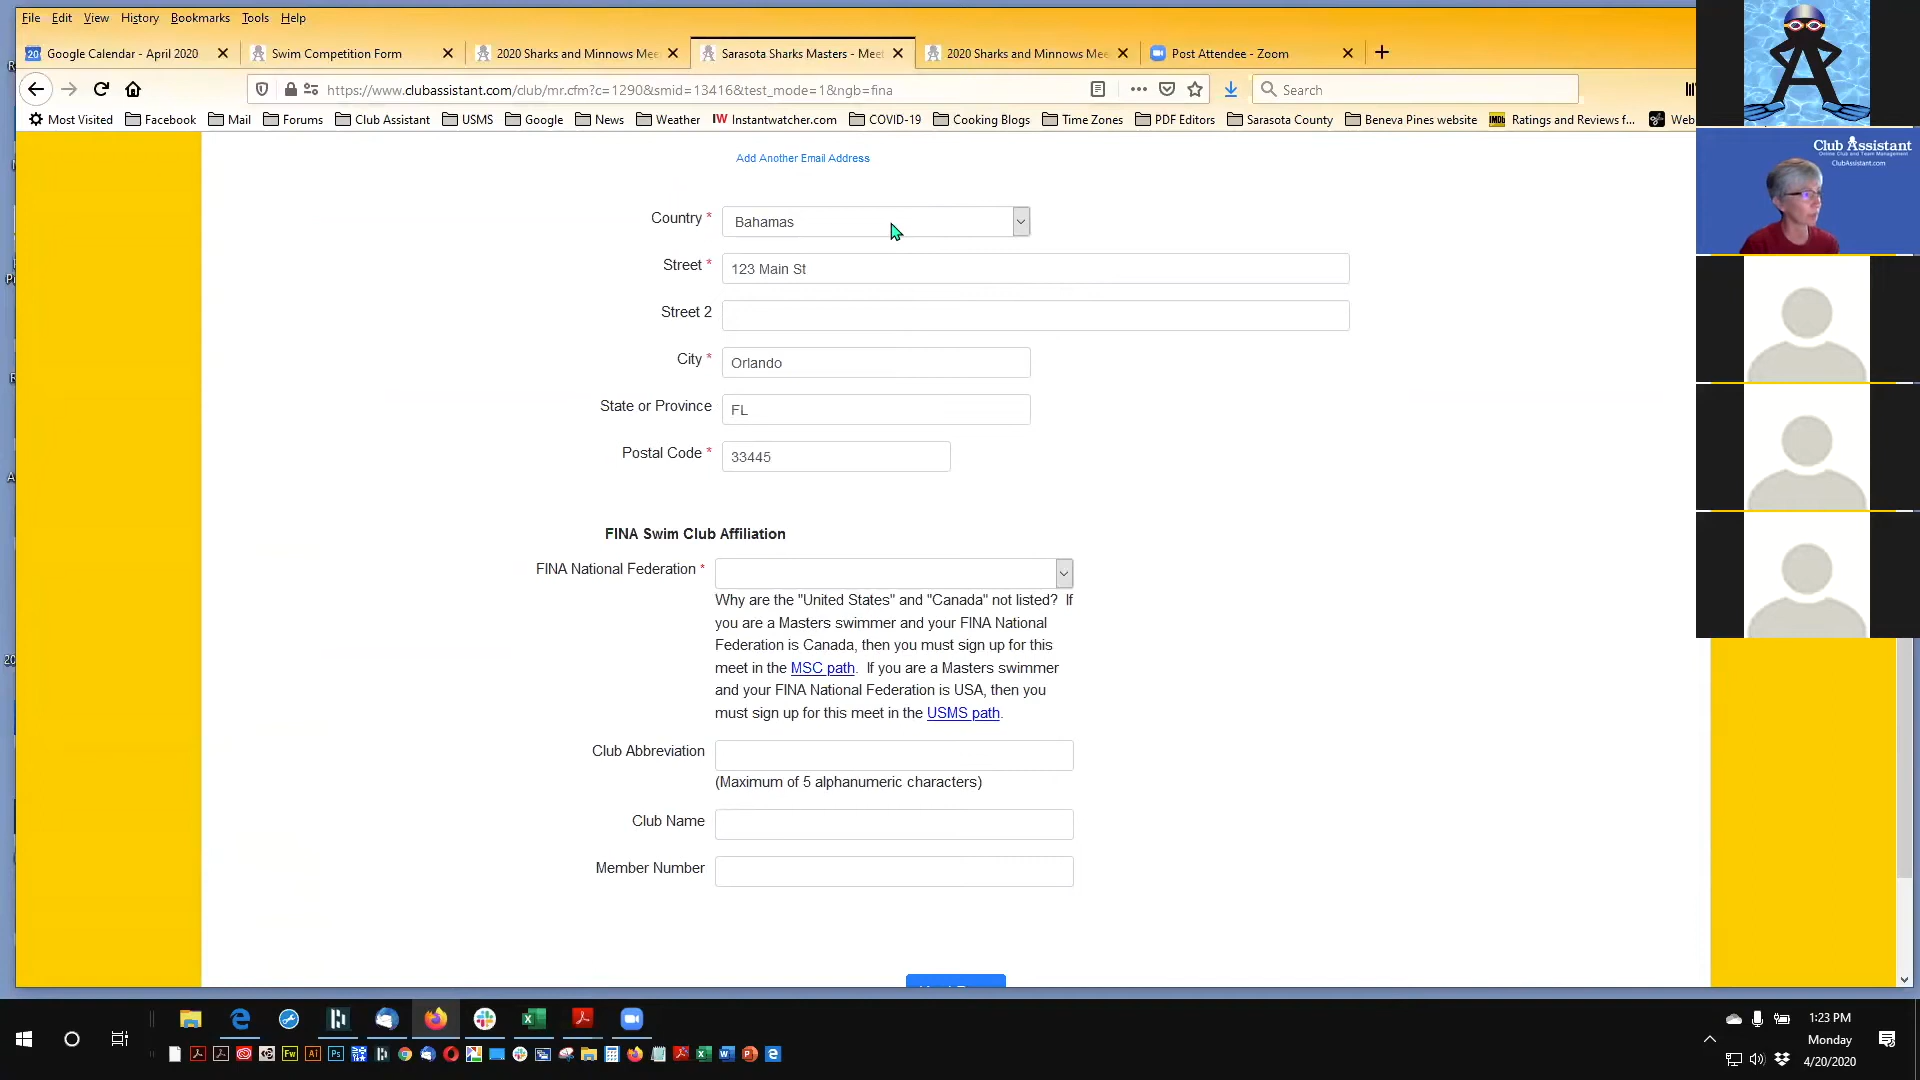 File Edit View History Bookmarks Tools Help
Google Calendar - April 2020
Swim Competition Form
2020 Sharks and Minnows Mee
Sarasota Sharks Masters - Meet
2020 Sharks and Minnows Mee
Post Attendee - Zoom
https://www.clubassistant.com/club/mr.cfm?c=1290&smid=13416&test_mode=1&ngb=fina
Search
Most Visited Facebook Mail Forums Club Assistant USMS Google News Weather IW Instantwatcher.com COVID-19 Cooking Blogs Time Zones PDF Editors Sarasota County Beneva Pines website IMDb Ratings and Reviews f... Web
Club Assistant
Online Club and Team Management
ClubAssistant.com
Add Another Email Address
Country * Bahamas
Street * 123 Main St
Street 2
City * Orlando
State or Province FL
Postal Code * 33445
FINA Swim Club Affiliation
FINA National Federation *
Why are the "United States" and "Canada" not listed? If
you are a Masters swimmer and your FINA National
Federation is Canada, then you must sign up for this
meet in the MSC path. If you are a Masters swimmer
and your FINA National Federation is USA, then you
must sign up for this meet in the USMS path.
Club Abbreviation
(Maximum of 5 alphanumeric characters)
Club Name
Member Number
1:23 PM
Monday
4/20/2020